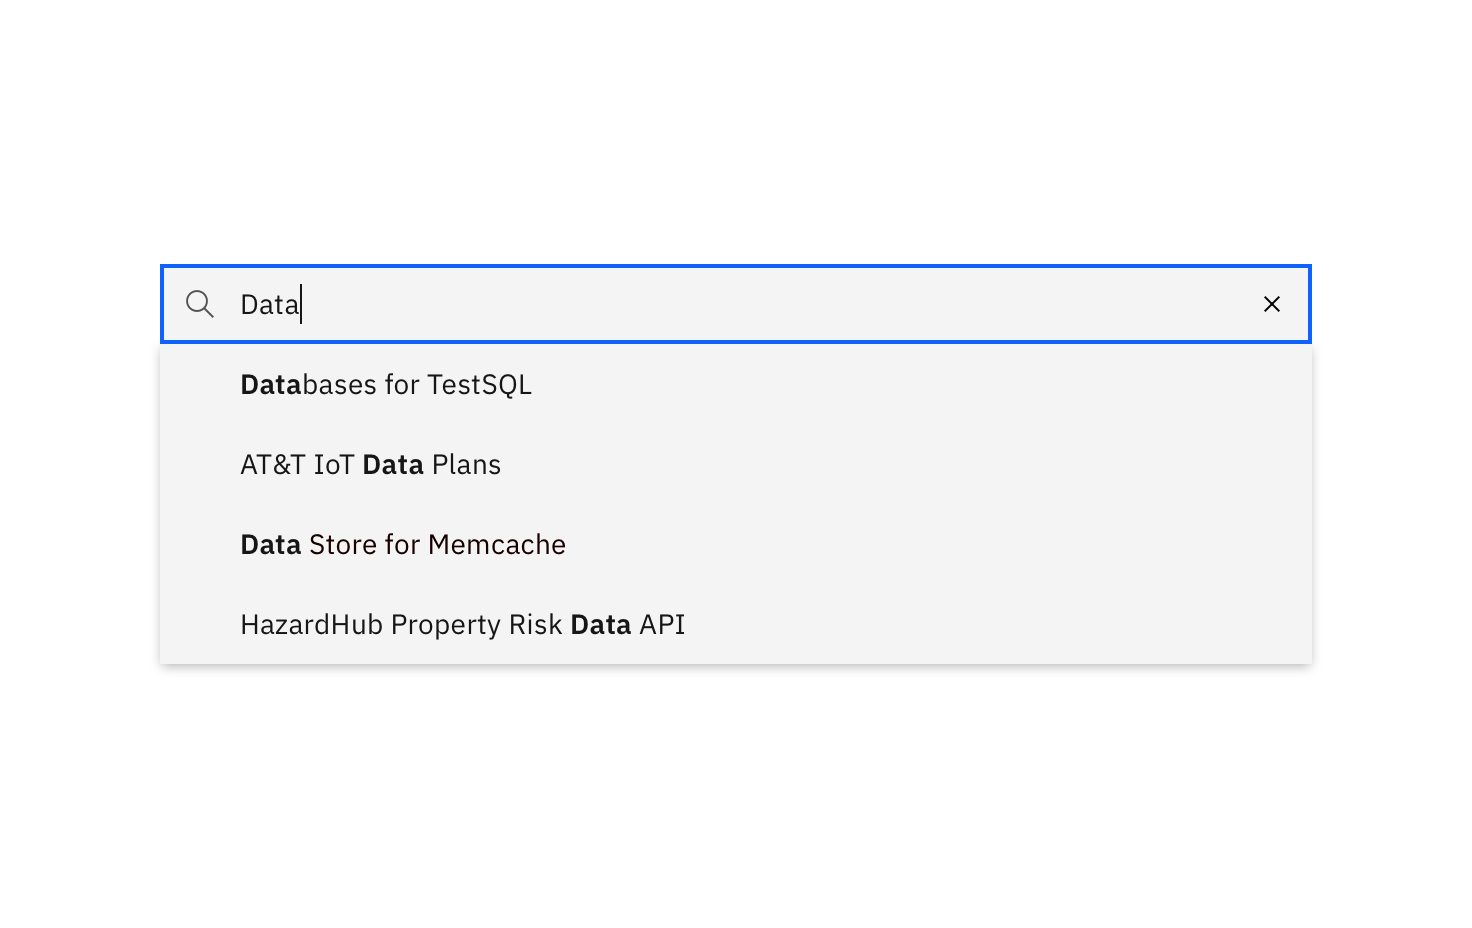 Data
Databases for TestSQL
AT&T IoT Data Plans
Data Store for Memcache
HazardHub Property Risk Data API